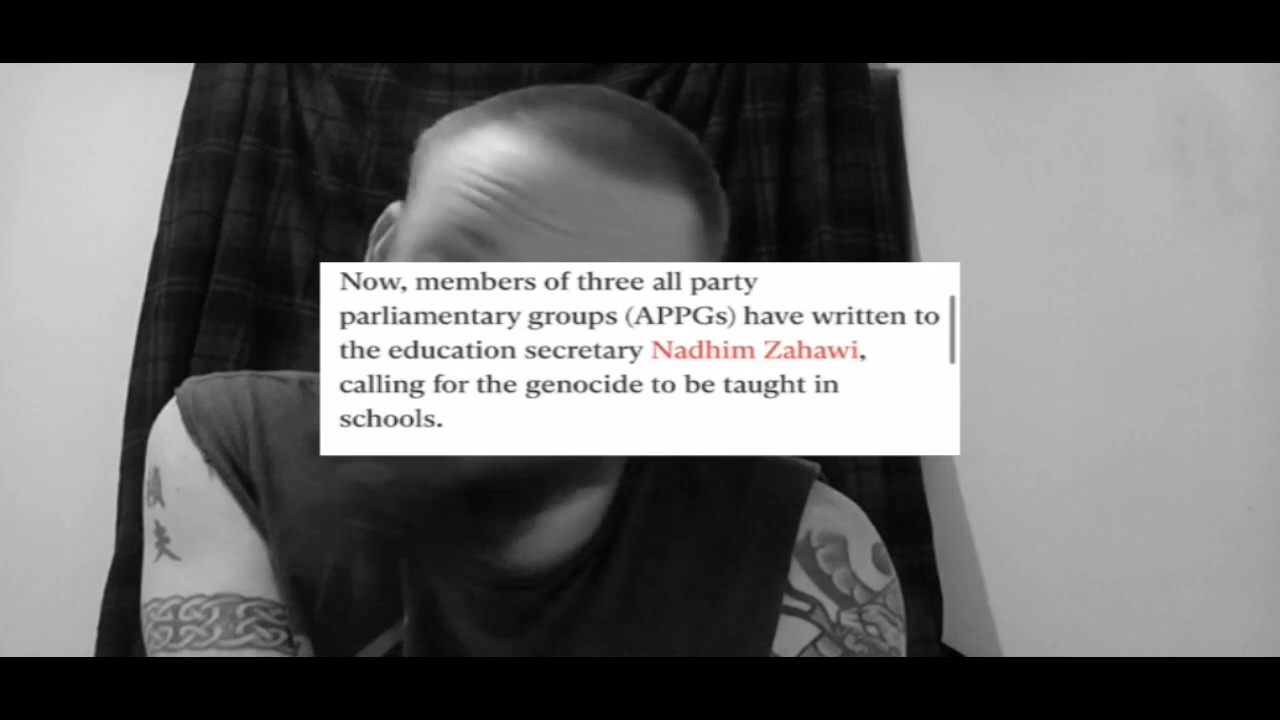 Now, members of three all party
parliamentary groups (APPGs) have written to
the education secretary Nadhim Zahawi,
calling for the genocide to be taught in
schools.
夫